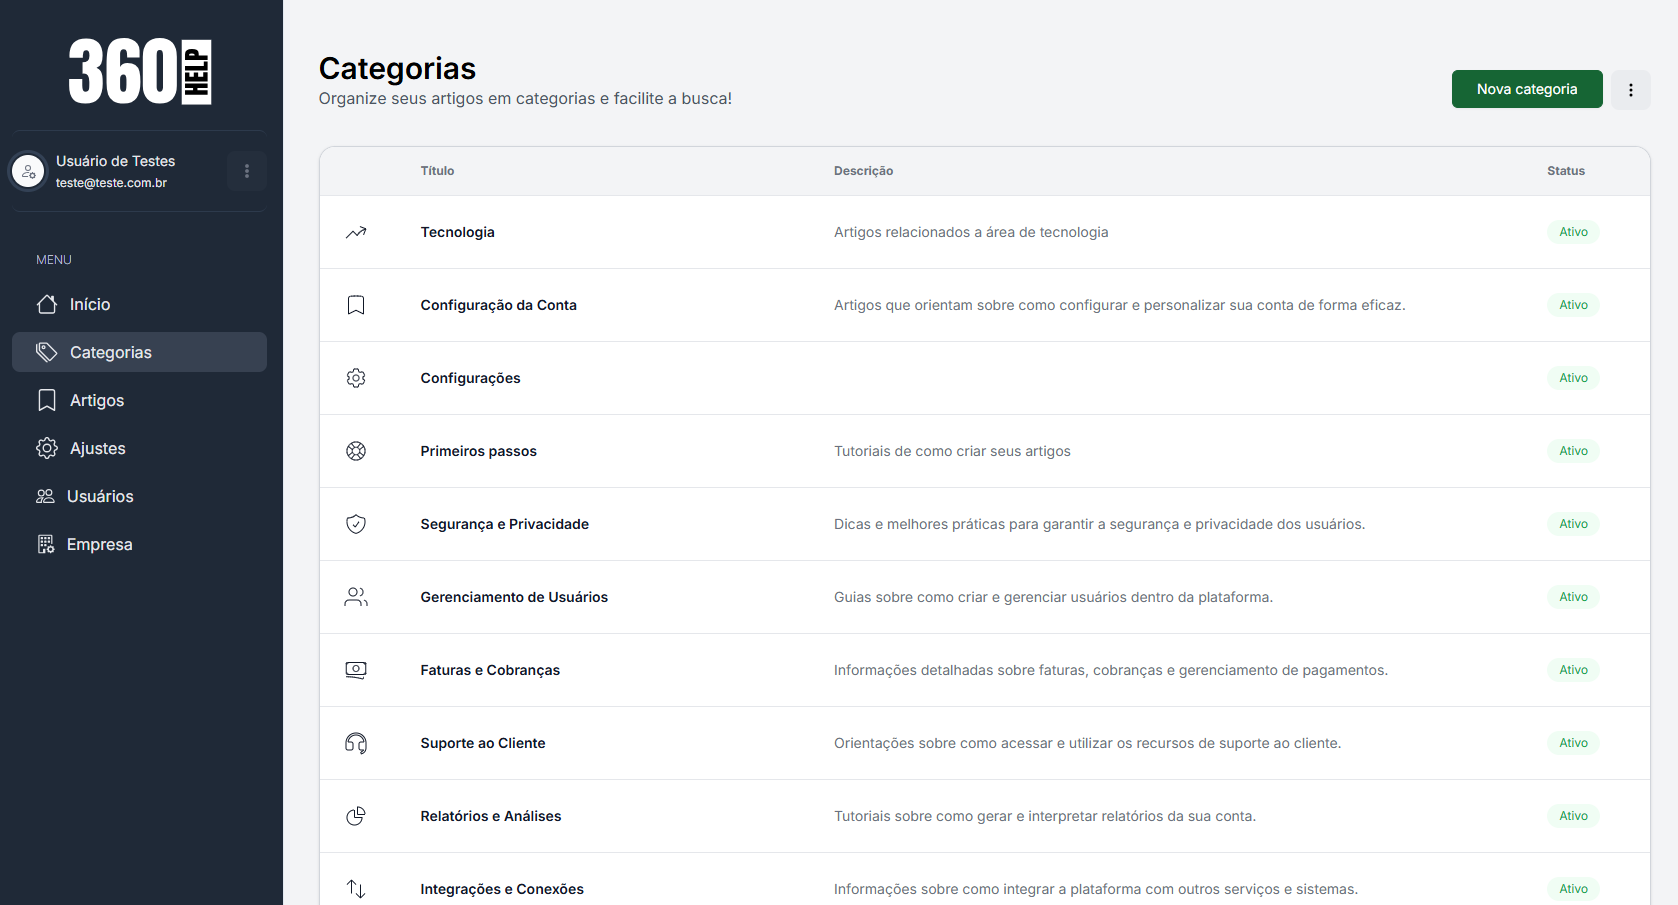 360 HELP
Usuário de Testes
teste@teste.com.br
MENU
Início
Categorias
Artigos
Ajustes
Usuários
Empresa
Categorias
Organize seus artigos em categorias e facilite a busca!
Nova categoria
Título Descrição Status
Tecnologia Artigos relacionados a área de tecnologia Ativo
Configuração da Conta Artigos que orientam sobre como configurar e personalizar sua conta de forma eficaz. Ativo
Configurações Ativo
Primeiros passos Tutoriais de como criar seus artigos Ativo
Segurança e Privacidade Dicas e melhores práticas para garantir a segurança e privacidade dos usuários. Ativo
Gerenciamento de Usuários Guias sobre como criar e gerenciar usuários dentro da plataforma. Ativo
Faturas e Cobranças Informações detalhadas sobre faturas, cobranças e gerenciamento de pagamentos. Ativo
Suporte ao Cliente Orientações sobre como acessar e utilizar os recursos de suporte ao cliente. Ativo
Relatórios e Análises Tutoriais sobre como gerar e interpretar relatórios da sua conta. Ativo
Integrações e Conexões Informações sobre como integrar a plataforma com outros serviços e sistemas. Ativo